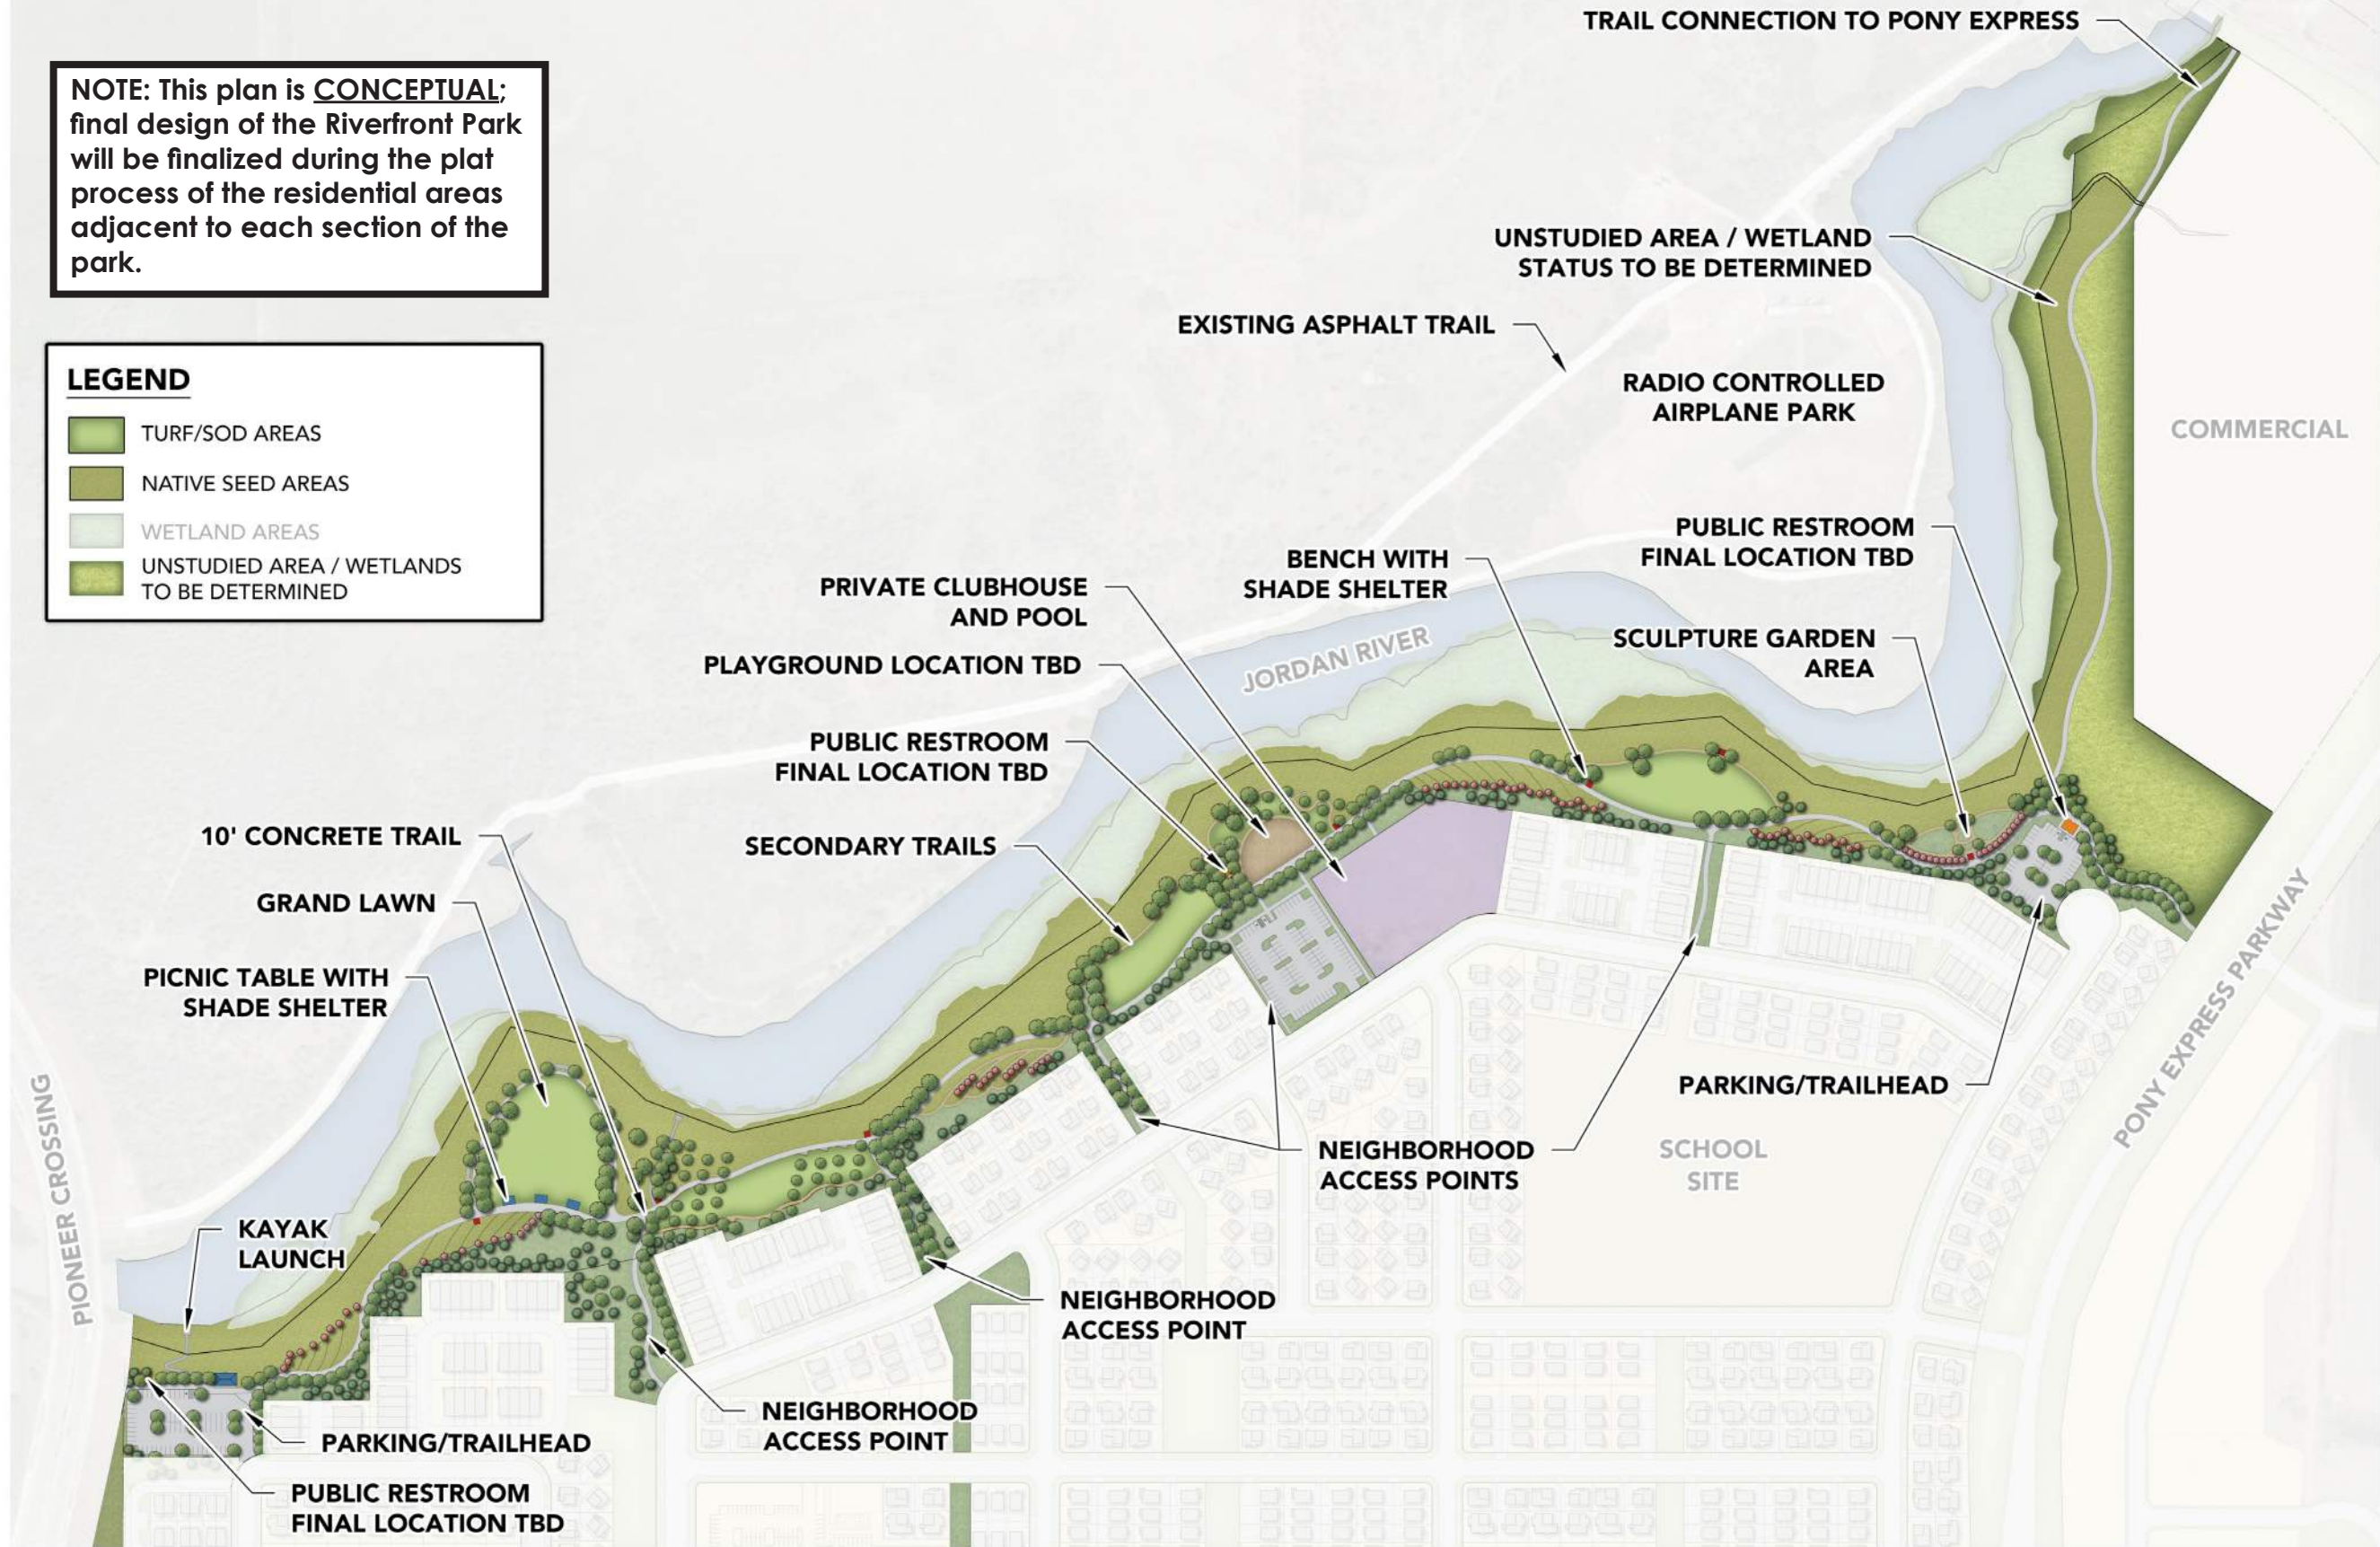 TRAIL CONNECTION TO PONY EXPRESS
NOTE: This plan is CONCEPTUAL;
final design of the Riverfront Park
will be finalized during the plat
process of the residential areas
adjacent to each section of the
park.
LEGEND
TURF/SOD AREAS
NATIVE SEED AREAS
WETLAND AREAS
UNSTUDIED AREA / WETLANDS
TO BE DETERMINED
UNSTUDIED AREA / WETLAND
STATUS TO BE DETERMINED
EXISTING ASPHALT TRAIL
RADIO CONTROLLED
AIRPLANE PARK
COMMERCIAL
PUBLIC RESTROOM
FINAL LOCATION TBD
BENCH WITH
SHADE SHELTER
PRIVATE CLUBHOUSE
AND POOL
JORDAN RIVER
SCULPTURE GARDEN
AREA
PLAYGROUND LOCATION TBD
PUBLIC RESTROOM
FINAL LOCATION TBD
10' CONCRETE TRAIL
SECONDARY TRAILS
GRAND LAWN
PICNIC TABLE WITH
SHADE SHELTER
PONY EXPRESS PARKWAY
PARKING/TRAILHEAD
NEIGHBORHOOD
ACCESS POINTS
SCHOOL
SITE
PIONEER CROSSING
KAYAK
LAUNCH
NEIGHBORHOOD
ACCESS POINT
NEIGHBORHOOD
ACCESS POINT
PARKING/TRAILHEAD
PUBLIC RESTROOM
FINAL LOCATION TBD